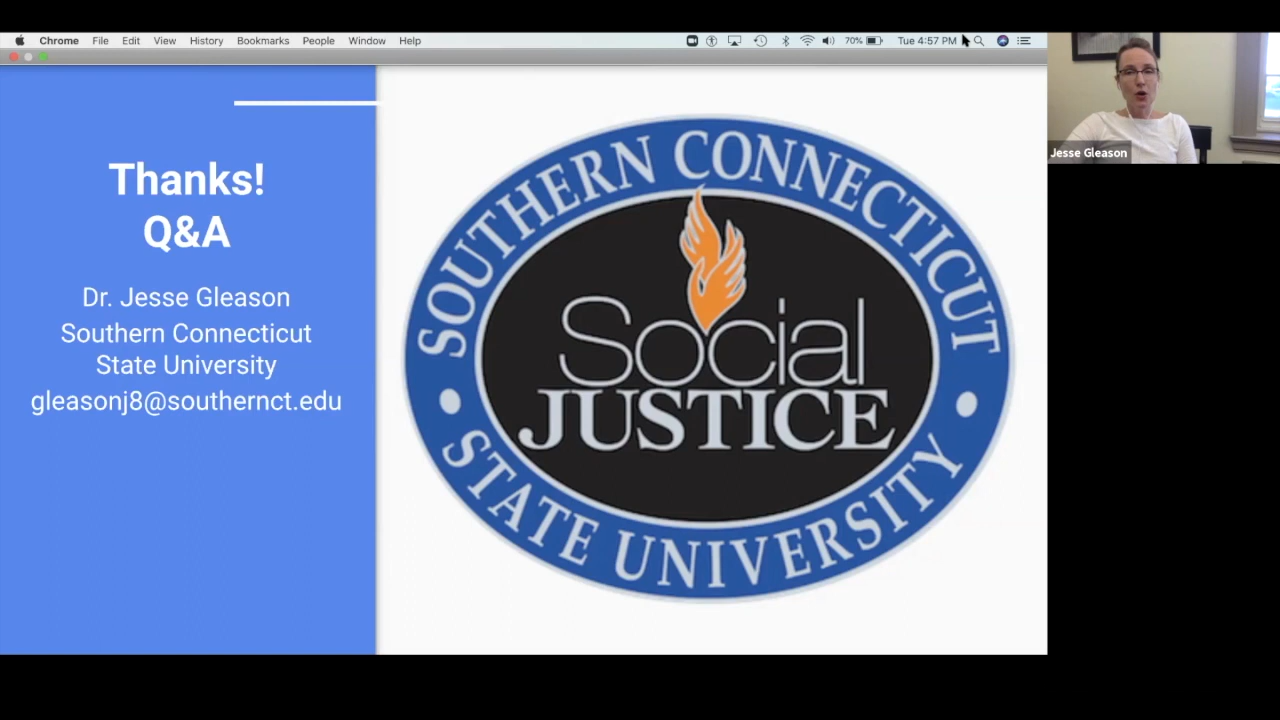 Chrome File Edit View History Bookmarks People Window Help 70% Tue 4:57 PM
Thanks!
Q&A
Dr. Jesse Gleason
Southern Connecticut
State University
gleasonj8@southernct.edu
SOUTHERN CONNECTICUT
Social
JUSTICE
STATE UNIVERSITY
Jesse Gleason